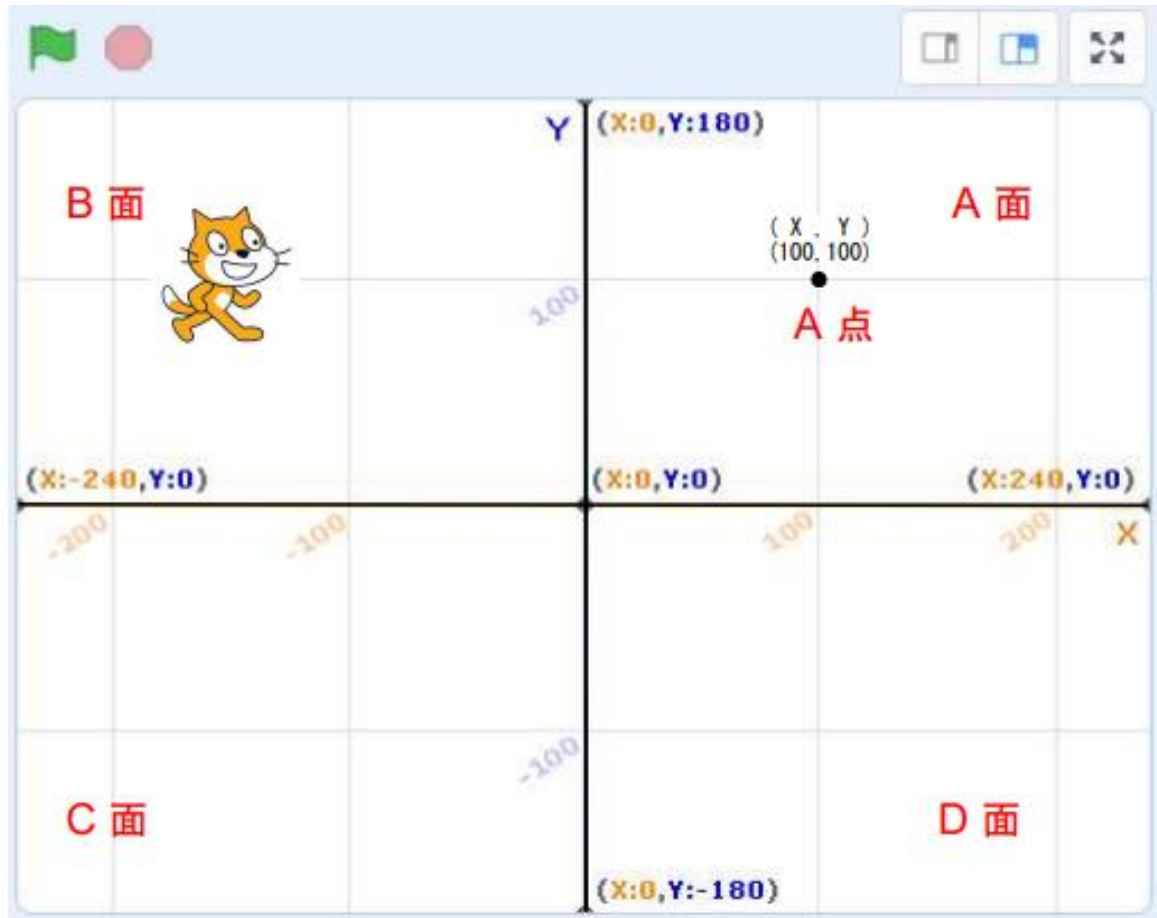 Y
(X:0,Y:180)
B 面
A 面
( X , Y )
(100,100)
100
A 点
(X:-240,Y:0)
(X:0,Y:0)
(X:240,Y:0)
-200
-100
100
200
X
-100
C 面
D 面
(X:0,Y:-180)